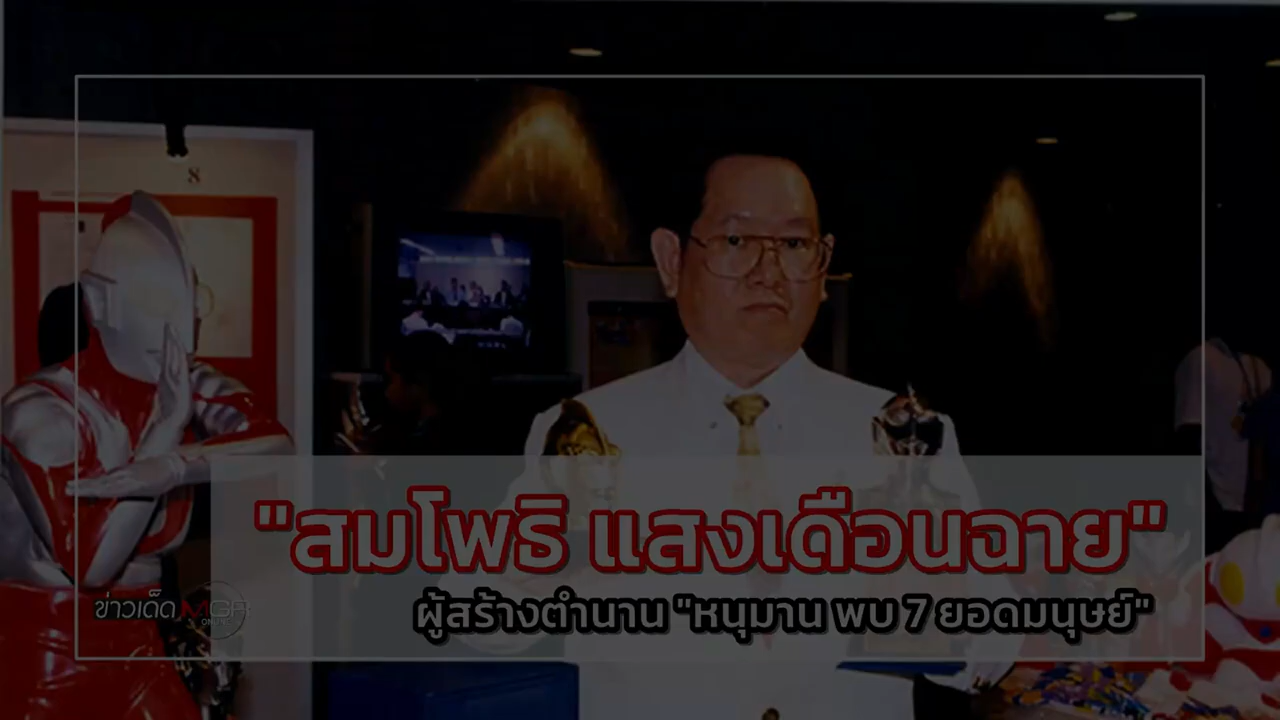 8
"สมโพธิ แสงเดือนฉาย"
ข่าวเด็ด MGR ONLINE
ผู้สร้างตำนาน "หนุมาน พบ 7 ยอดมนุษย์"